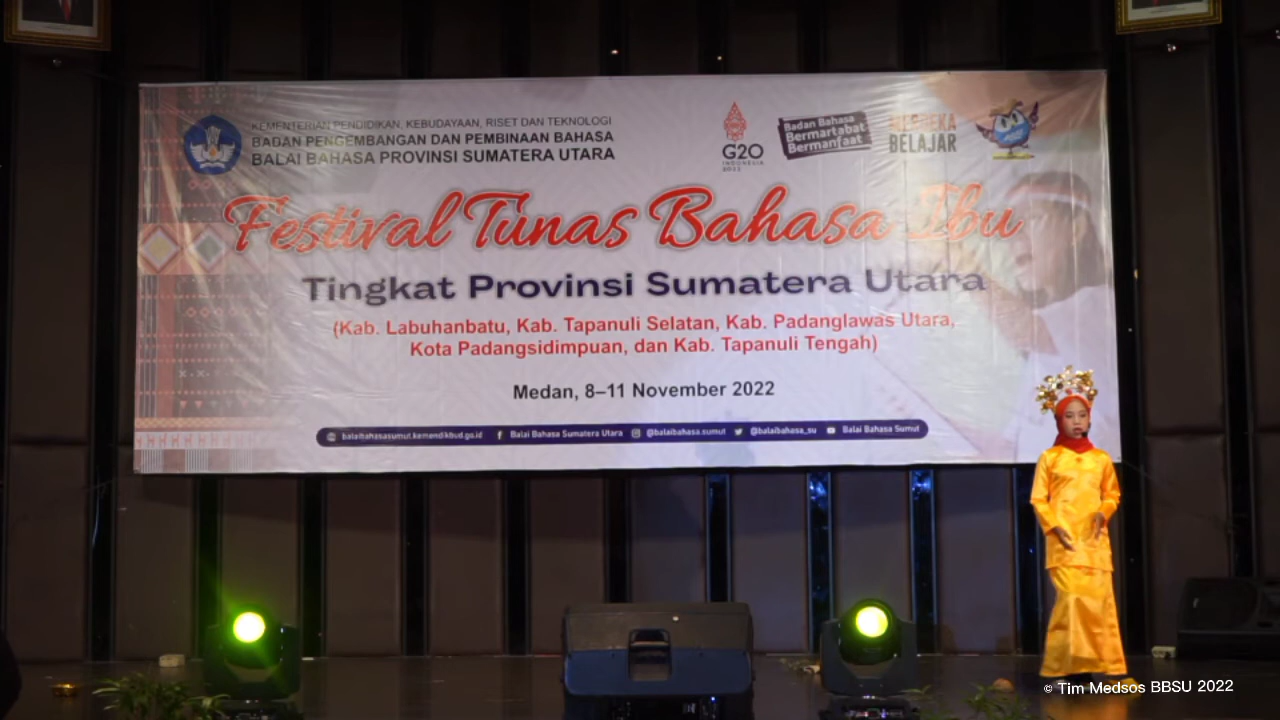 KEMENTERIAN PENDIDIKAN, KEBUDAYAAN, RISET DAN TEKNOLOGI
BADAN PENGEMBANGAN DAN PEMBINAAN BAHASA
BALAI BAHASA PROVINSI SUMATERA UTARA
G20
INDONESIA
2022
Badan Bahasa
Bermartabat
Bermanfaat
MERDEKA
BELAJAR
Festival Tunas Bahasa Ibu
Tingkat Provinsi Sumatera Utara
(Kab. Labuhanbatu, Kab. Tapanuli Selatan, Kab. Padanglawas Utara,
Kota Padangsidimpuan, dan Kab. Tapanuli Tengah)
Medan, 8–11 November 2022
balaibahasasumut.kemendikbud.go.id Balai Bahasa Sumatera Utara @balaibahasa.sumut @balaibahasa_su Balai Bahasa Sumut
© Tim Medsos BBSU 2022